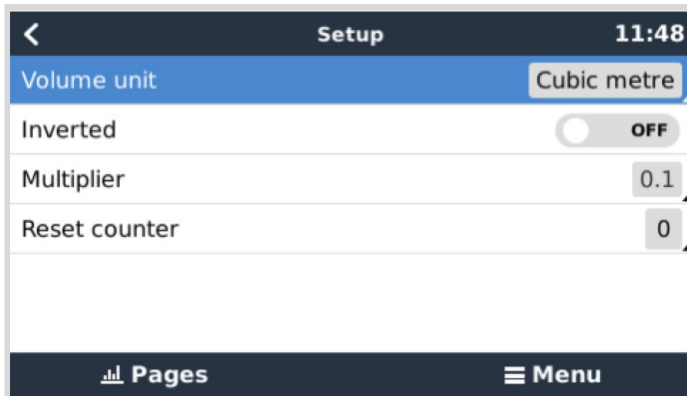 Setup 11:48
Volume unit Cubic metre
Inverted OFF
Multiplier 0.1
Reset counter 0
Pages Menu